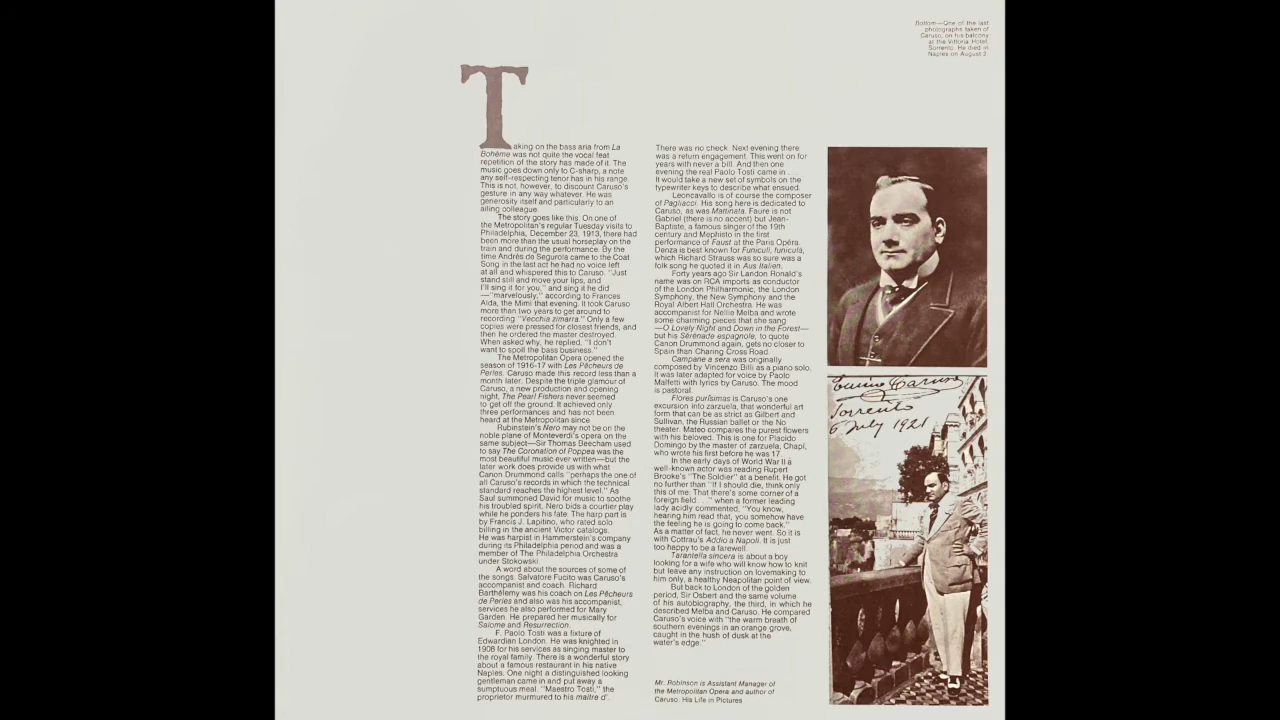 Bottom—One of the last
photographs taken of
Caruso, on his balcony
at the Vittoria Hotel,
Sorrento. He died in
Naples on August 2.
Taking on the bass aria from La
Bohème was not quite the vocal feat
repetition of the story has made of it. The
music goes down only to C-sharp, a note
any self-respecting tenor has in his range.
This is not, however, to discount Caruso's
gesture in any way whatever. He was
generosity itself and particularly to an
ailing colleague.
The story goes like this. On one of
the Metropolitan's regular Tuesday visits to
Philadelphia, December 23, 1913, there had
been more than the usual horseplay on the
train and during the performance. By the
time Andrés de Segurola came to the Coat
Song in the last act he had no voice left
at all and whispered this to Caruso. "Just
stand still and move your lips, and
I'll sing it for you," and sing it he did
—"marvelously," according to Frances
Alda, the Mimì that evening. It took Caruso
more than two years to get around to
recording "Vecchia zimarra." Only a few
copies were pressed for closest friends, and
then he ordered the master destroyed.
When asked why, he replied, "I don't
want to spoil the bass business."
The Metropolitan Opera opened the
season of 1916-17 with Les Pêcheurs de
Perles. Caruso made this record less than a
month later. Despite the triple glamour of
Caruso, a new production and opening
night, The Pearl Fishers never seemed
to get off the ground. It achieved only
three performances and has not been
heard at the Metropolitan since.
Rubinstein's Nero may not be on the
noble plane of Monteverdi's opera on the
same subject—Sir Thomas Beecham used
to say The Coronation of Poppea was the
most beautiful music ever written—but the
later work does provide us with what
Canon Drummond calls "perhaps the one of
all Caruso's records in which the technical
standard reaches the highest level." As
Saul summoned David for music to soothe
his troubled spirit, Nero bids a courtier play
while he ponders his fate. The harp part is
by Francis J. Lapitino, who rated solo
billing in the ancient Victor catalogs.
He was harpist in Hammerstein's company
during its Philadelphia period and was a
member of The Philadelphia Orchestra
under Stokowski.
A word about the sources of some of
the songs. Salvatore Fucito was Caruso's
accompanist and coach. Richard
Barthélemy was his coach on Les Pêcheurs
de Perles and also was his accompanist,
services he also performed for Mary
Garden. He prepared her musically for
Salome and Resurrection.
F. Paolo Tosti was a fixture of
Edwardian London. He was knighted in
1908 for his services as singing master to
the royal family. There is a wonderful story
about a famous restaurant in his native
Naples. One night a distinguished looking
gentleman came in and put away a
sumptuous meal. "Maestro Tosti," the
proprietor murmured to his maitre d'.
There was no check. Next evening there
was a return engagement. This went on for
years with never a bill. And then one
evening the real Paolo Tosti came in . . .
It would take a new set of symbols on the
typewriter keys to describe what ensued.
Leoncavallo is of course the composer
of Pagliacci. His song here is dedicated to
Caruso, as was Mattinata. Faure is not
Gabriel (there is no accent) but Jean-
Baptiste, a famous singer of the 19th
century and Mephisto in the first
performance of Faust at the Paris Opéra.
Denza is best known for Funiculì, funiculà,
which Richard Strauss was so sure was a
folk song he quoted it in Aus Italien.
Forty years ago Sir Landon Ronald's
name was on RCA imports as conductor
of the London Philharmonic, the London
Symphony, the New Symphony and the
Royal Albert Hall Orchestra. He was
accompanist for Nellie Melba and wrote
some charming pieces that she sang
—O Lovely Night and Down in the Forest—
but his Sérénade espagnole, to quote
Canon Drummond again, gets no closer to
Spain than Charing Cross Road.
Campane a sera was originally
composed by Vincenzo Billi as a piano solo.
It was later adapted for voice by Paolo
Malfetti with lyrics by Caruso. The mood
is pastoral.
Flores purísimas is Caruso's one
excursion into zarzuela, that wonderful art
form that can be as strict as Gilbert and
Sullivan, the Russian ballet or the No
theater. Mateo compares the purest flowers
with his beloved. This is one for Placido
Domingo by the master of zarzuela, Chapí,
who wrote his first before he was 17.
In the early days of World War II a
well-known actor was reading Rupert
Brooke's "The Soldier" at a benefit. He got
no further than "If I should die, think only
this of me: That there's some corner of a
foreign field . . ." when a former leading
lady acidly commented, "You know,
hearing him read that, you somehow have
the feeling he is going to come back."
As a matter of fact, he never went. So it is
with Cottrau's Addio a Napoli. It is just
too happy to be a farewell.
Tarantella sincera is about a boy
looking for a wife who will know how to knit
but leave any instruction on lovemaking to
him only, a healthy Neapolitan point of view.
But back to London of the golden
period, Sir Osbert and the same volume
of his autobiography, the third, in which he
described Melba and Caruso. He compared
Caruso's voice with "the warm breath of
southern evenings in an orange grove,
caught in the hush of dusk at the
water's edge."
Mr. Robinson is Assistant Manager of
the Metropolitan Opera and author of
Caruso: His Life in Pictures
Enrico Caruso
Sorrento
6 July 1921